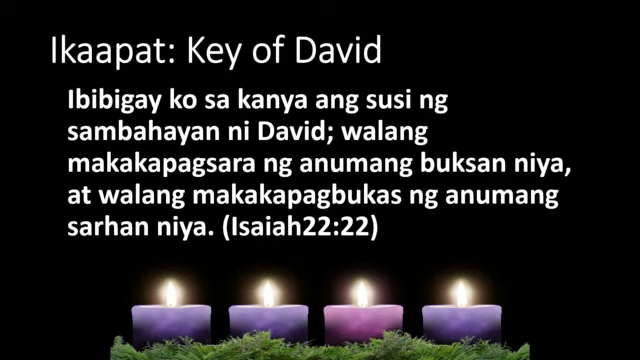 Ikaapat: Key of David
Ibibigay ko sa kanya ang susi ng
sambahayan ni David; walang
makakapagsara ng anumang buksan niya,
at walang makakapagbukas ng anumang
sarhan niya. (Isaiah22:22)